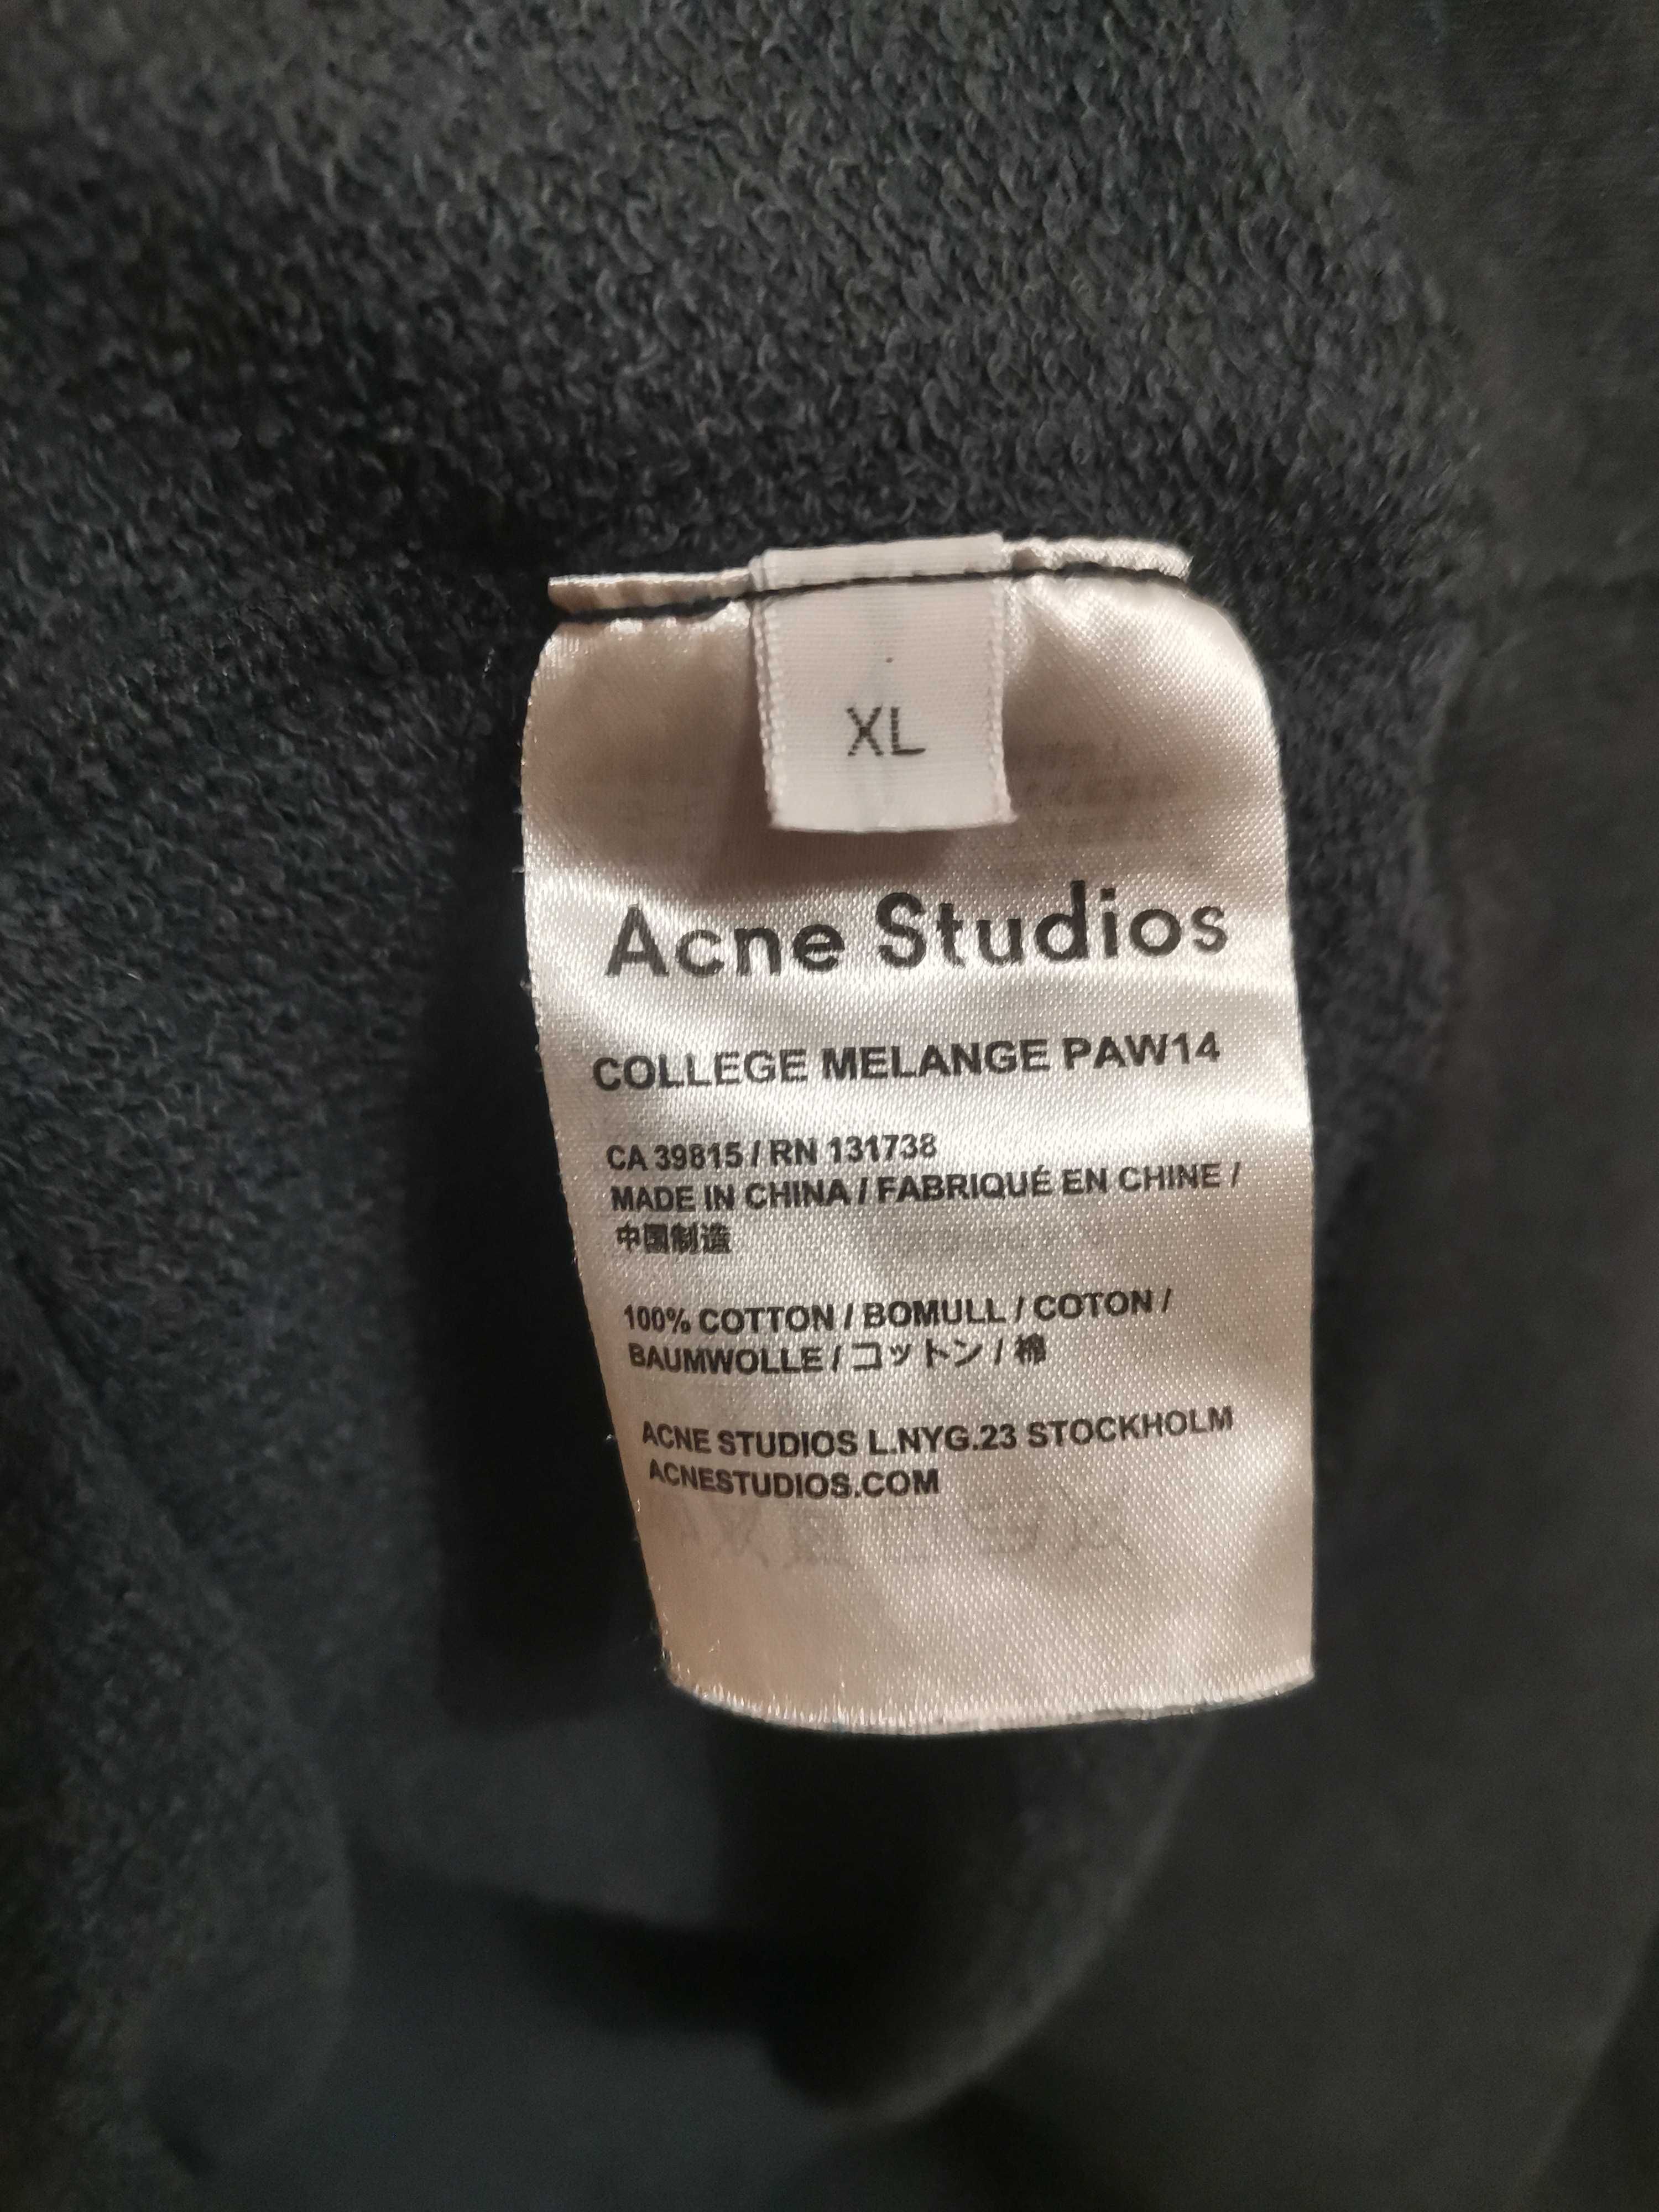 XL
Acne Studios
COLLEGE MELANGE PAW14
CA 39815 / RN 131738
MADE IN CHINA / FABRIQUÉ EN CHINE /
中国制造
100% COTTON / BOMULL / COTON /
BAUMWOLLE / コットン / 棉
ACNE STUDIOS L.NYG.23 STOCKHOLM
ACNESTUDIOS.COM